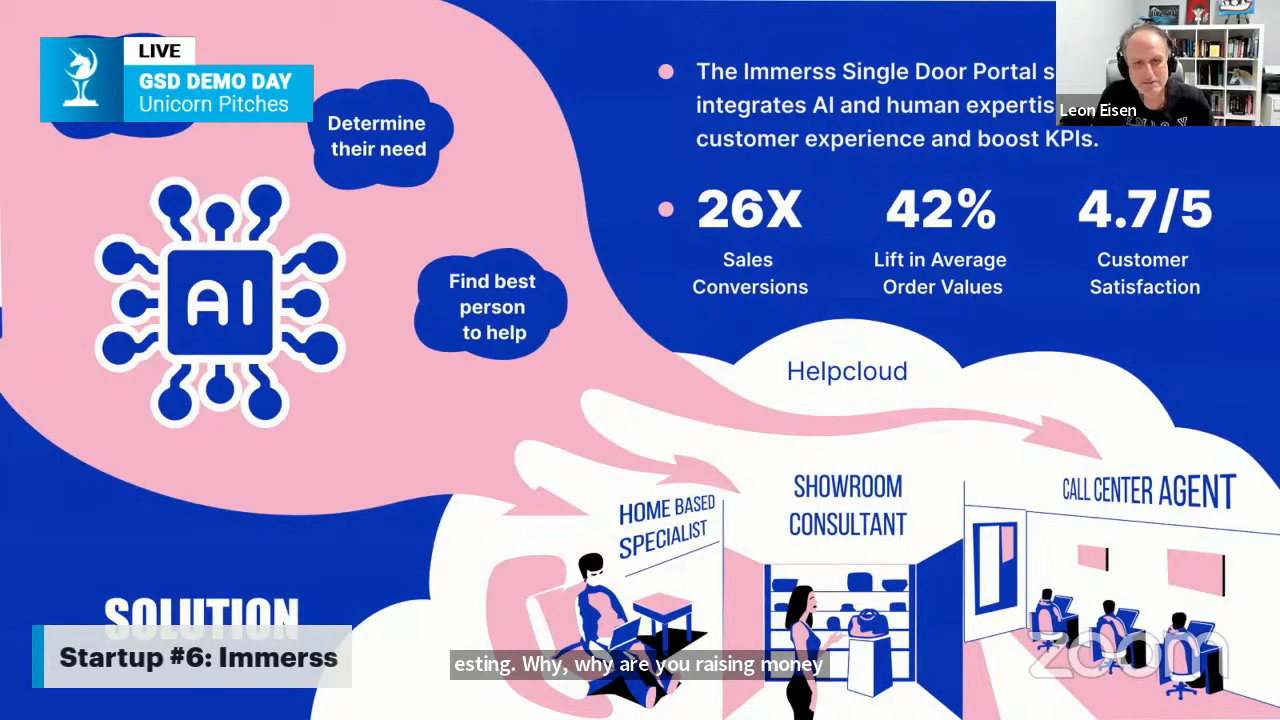 LIVE
GSD DEMO DAY
Unicorn Pitches
Determine
their need
Find best
person
to help
AI
The Immerss Single Door Portal s
integrates AI and human expertis
customer experience and boost KPIs.
Leon Eisen
26X
Sales
Conversions
42%
Lift in Average
Order Values
4.7/5
Customer
Satisfaction
Helpcloud
HOME BASED
SPECIALIST
SHOWROOM
CONSULTANT
CALL CENTER AGENT
SOLUTION
Startup #6: Immerss
esting. Why, why are you raising money
zoom